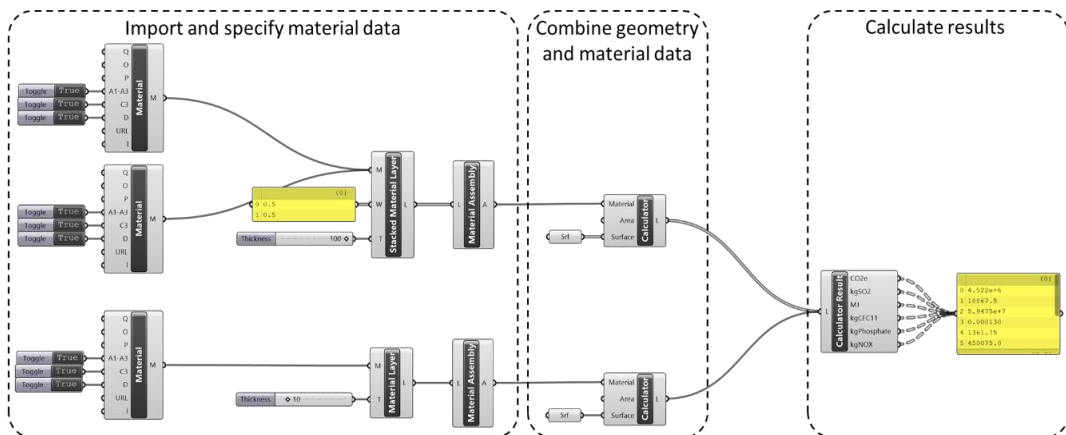 Import and specify material data
Combine geometry
and material data
Calculate results
Q
O
P
Toggle True A1-A3
Toggle True C3
Toggle True D
URL
I
Material
M
Q
O
P
Toggle True A1-A3
Toggle True C3
Toggle True D
URL
I
Material
M
{0}
0 0.5
1 0.5
Thickness 100
M
W
T
Stacked Material Layer
L
L
Material Assembly
A
Material
Area
Surface
Calculator
L
Srf
Q
O
P
Toggle True A1-A3
Toggle True C3
Toggle True D
URL
I
Material
M
Thickness 10
M
T
Material Layer
L
L
Material Assembly
A
Material
Area
Surface
Calculator
L
Srf
L
Calculator Result
CO2e
kgSO2
MJ
kgCFC11
kgPhosphate
kgNOX
{0}
0 4.522e+6
1 10867.5
2 5.9475e+7
3 0.008138
4 1361.75
5 450075.0